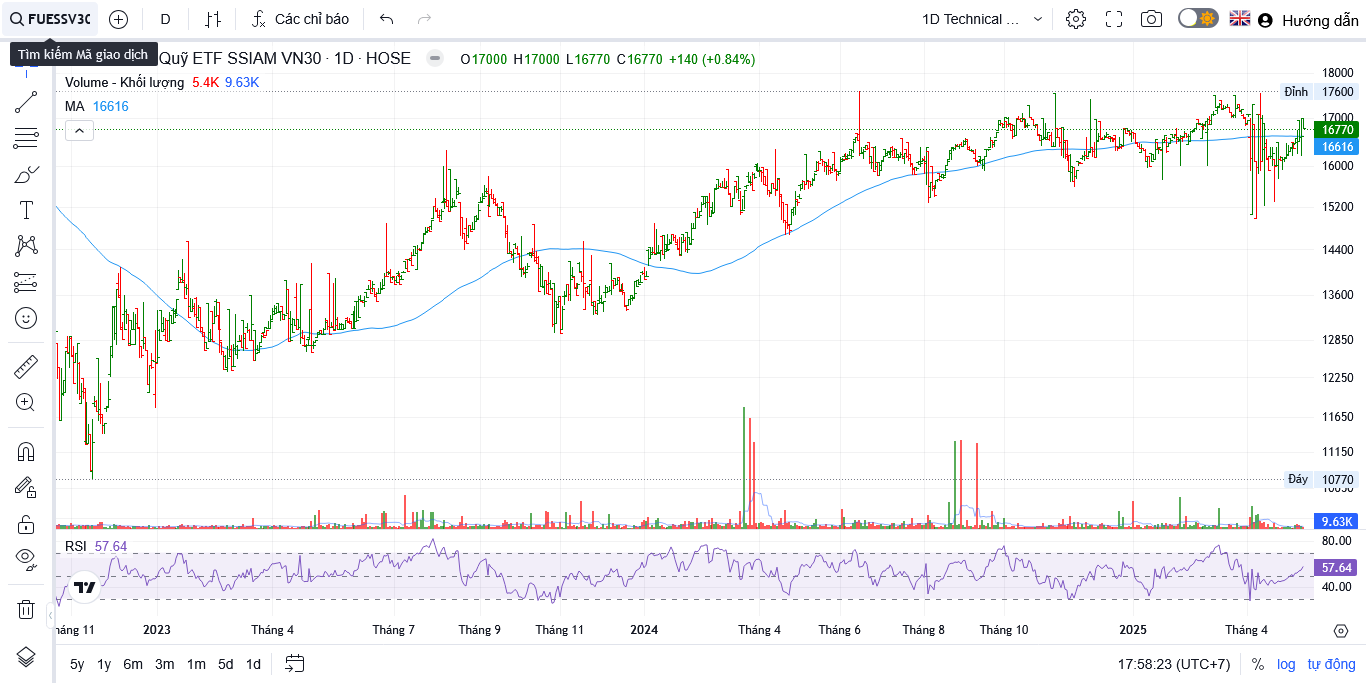 FUESSV30
D
Các chỉ báo
1D Technical ...
Hướng dẫn
Tìm kiếm Mã giao dịch
Quỹ ETF SSIAM VN30 · 1D · HOSE
O17000 H17000 L16770 C16770 +140 (+0.84%)
Volume - Khối lượng 5.4K 9.63K
MA 16616
18000
Đỉnh 17600
17000
16770
16616
16000
15200
14400
13600
12850
12250
11650
11150
Đáy 10770
9.63K
RSI 57.64
80.00
57.64
40.00
háng 11 2023 Tháng 4 Tháng 7 Tháng 9 Tháng 11 2024 Tháng 4 Tháng 6 Tháng 8 Tháng 10 2025 Tháng 4
5y 1y 6m 3m 1m 5d 1d
17:58:23 (UTC+7) % log tự động